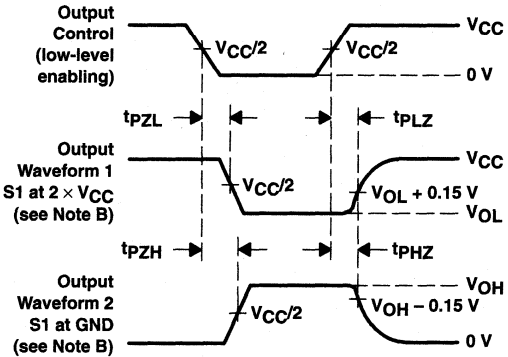 Output
Control
(low-level
enabling)
VCC/2
VCC/2
VCC
0 V
tPZL
tPLZ
Output
Waveform 1
S1 at 2 × VCC
(see Note B)
VCC/2
VCC
VOL + 0.15 V
VOL
tPZH
tPHZ
Output
Waveform 2
S1 at GND
(see Note B)
VCC/2
VOH
VOH – 0.15 V
0 V